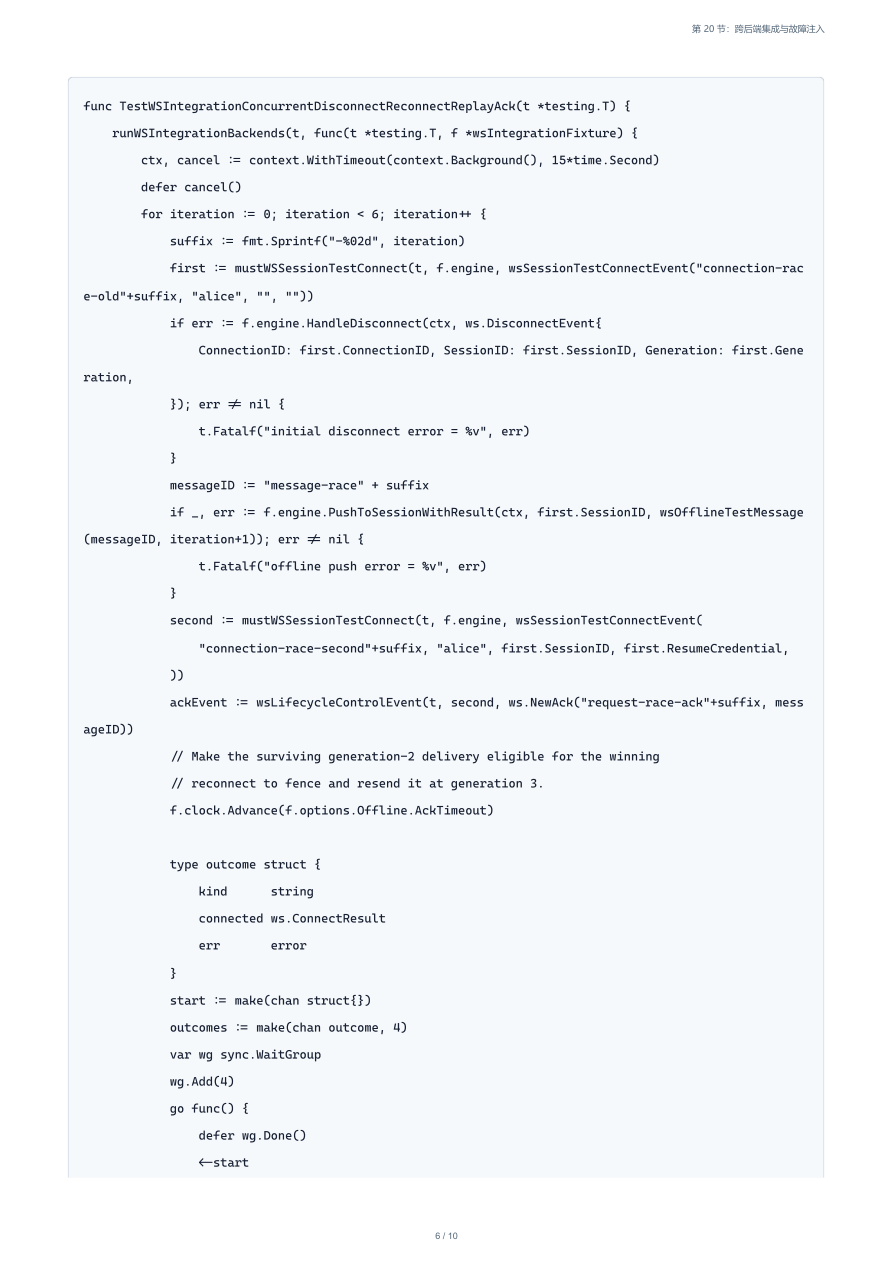 第 20 节：跨后端集成与故障注入
func TestWSIntegrationConcurrentDisconnectReconnectReplayAck(t *testing.T) {
    runWSIntegrationBackends(t, func(t *testing.T, f *wsIntegrationFixture) {
        ctx, cancel := context.WithTimeout(context.Background(), 15*time.Second)
        defer cancel()
        for iteration := 0; iteration < 6; iteration++ {
            suffix := fmt.Sprintf("-%02d", iteration)
            first := mustWSSessionTestConnect(t, f.engine, wsSessionTestConnectEvent("connection-rac
e-old"+suffix, "alice", "", ""))
            if err := f.engine.HandleDisconnect(ctx, ws.DisconnectEvent{
                ConnectionID: first.ConnectionID, SessionID: first.SessionID, Generation: first.Gene
ration,
            }); err != nil {
                t.Fatalf("initial disconnect error = %v", err)
            }
            messageID := "message-race" + suffix
            if _, err := f.engine.PushToSessionWithResult(ctx, first.SessionID, wsOfflineTestMessage
(messageID, iteration+1)); err != nil {
                t.Fatalf("offline push error = %v", err)
            }
            second := mustWSSessionTestConnect(t, f.engine, wsSessionTestConnectEvent(
                "connection-race-second"+suffix, "alice", first.SessionID, first.ResumeCredential,
            ))
            ackEvent := wsLifecycleControlEvent(t, second, ws.NewAck("request-race-ack"+suffix, mess
ageID))
            // Make the surviving generation-2 delivery eligible for the winning
            // reconnect to fence and resend it at generation 3.
            f.clock.Advance(f.options.Offline.AckTimeout)

            type outcome struct {
                kind      string
                connected ws.ConnectResult
                err       error
            }
            start := make(chan struct{})
            outcomes := make(chan outcome, 4)
            var wg sync.WaitGroup
            wg.Add(4)
            go func() {
                defer wg.Done()
                <-start
6 / 10